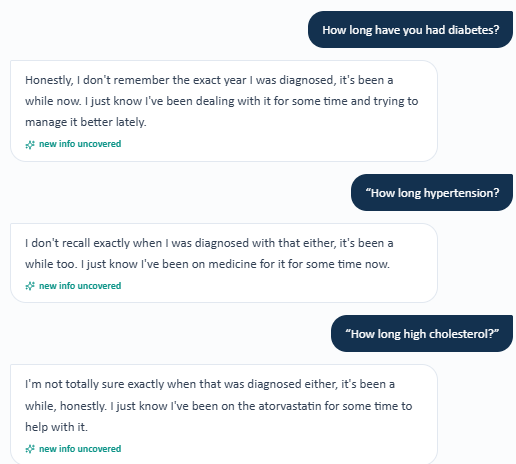 How long have you had diabetes?
Honestly, I don't remember the exact year I was diagnosed, it's been a
while now. I just know I've been dealing with it for some time and trying to
manage it better lately.
new info uncovered
“How long hypertension?
I don't recall exactly when I was diagnosed with that either, it's been a
while too. I just know I've been on medicine for it for some time now.
new info uncovered
“How long high cholesterol?”
I'm not totally sure exactly when that was diagnosed either, it's been a
while, honestly. I just know I've been on the atorvastatin for some time to
help with it.
new info uncovered